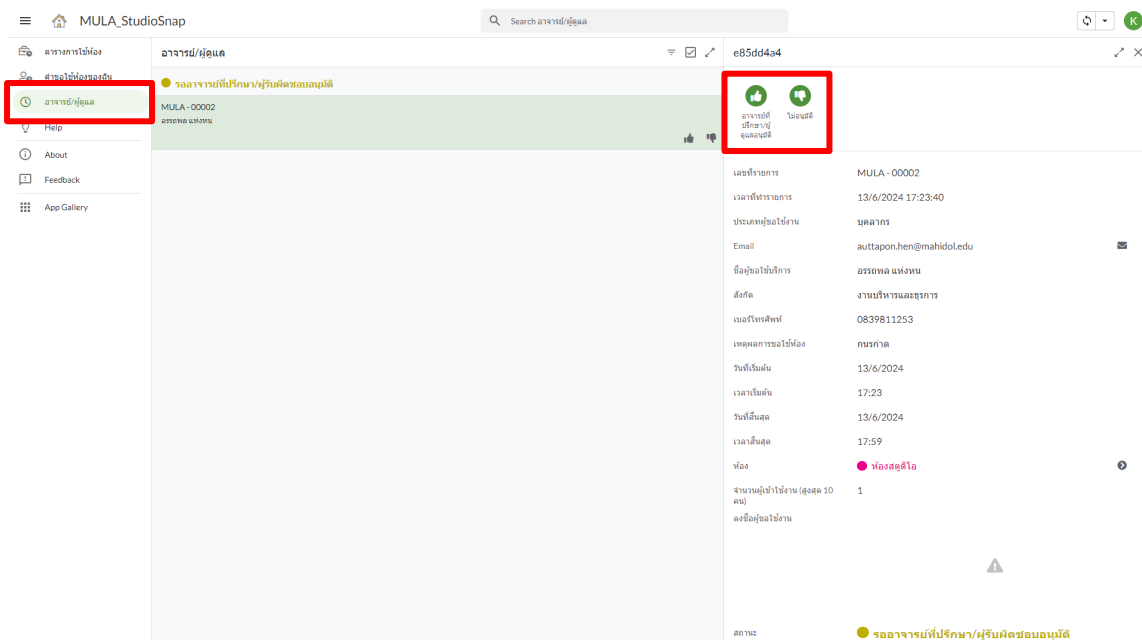 MULA_StudioSnap
Search อาจารย์/ผู้ดูแล
K
ตารางการใช้ห้อง
คำขอใช้ห้องของฉัน
อาจารย์/ผู้ดูแล
Help
About
Feedback
App Gallery
อาจารย์/ผู้ดูแล
รออาจารย์ที่ปรึกษา/ผู้รับผิดชอบอนุมัติ
MULA - 00002
อรรถพล แห่งหน
e85dd4a4
อาจารย์ที่
ปรึกษา/ผู้
ดูแลอนุมัติ
ไม่อนุมัติ
เลขที่รายการ MULA - 00002
เวลาที่ทำรายการ 13/6/2024 17:23:40
ประเภทผู้ขอใช้งาน บุคลากร
Email auttapon.hen@mahidol.edu
ชื่อผู้ขอใช้บริการ อรรถพล แห่งหน
สังกัด งานบริหารและธุรการ
เบอร์โทรศัพท์ 0839811253
เหตุผลการขอใช้ห้อง
วันที่เริ่มต้น 13/6/2024
เวลาเริ่มต้น 17:23
วันที่สิ้นสุด 13/6/2024
เวลาสิ้นสุด 17:59
ห้อง ห้องสตูดิโอ
จำนวนผู้เข้าใช้งาน (สูงสุด 10 1
คน)
ลงชื่อผู้ขอใช้งาน
สถานะ รออาจารย์ที่ปรึกษา/ผู้รับผิดชอบอนุมัติ